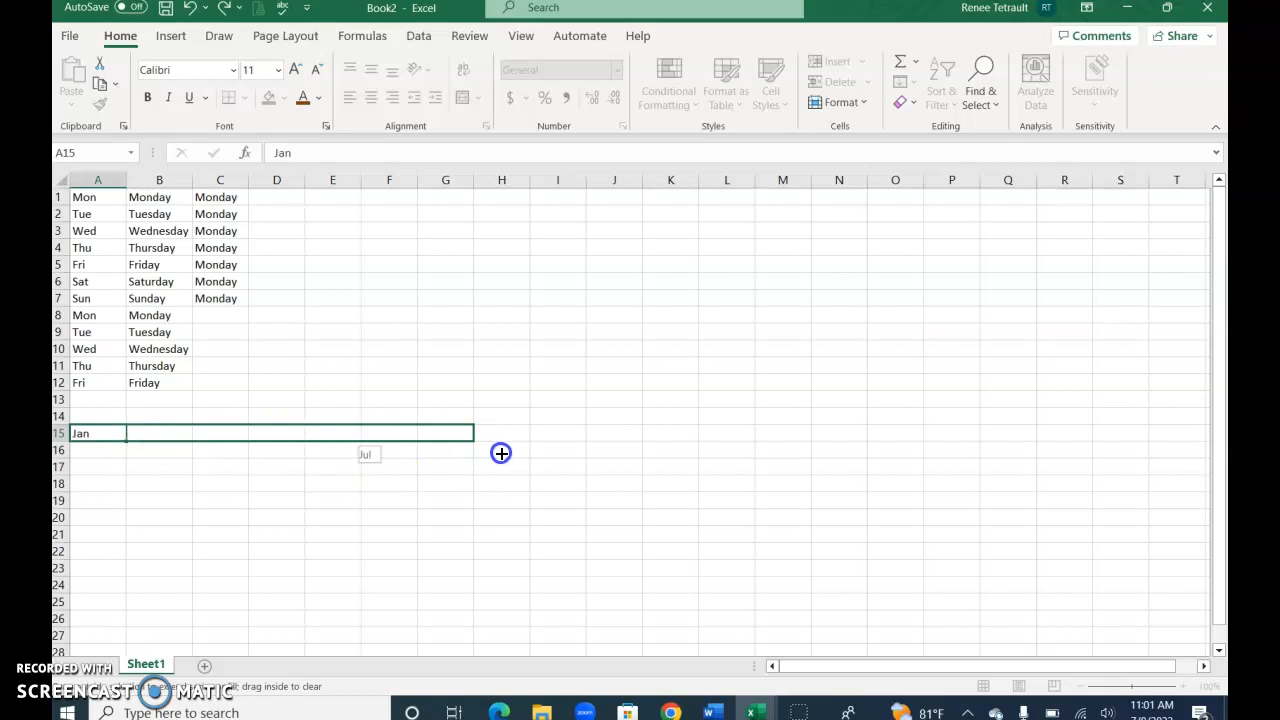 AutoSave Off Book2 - Excel Search Renee Tetrault RT
File Home Insert Draw Page Layout Formulas Data Review View Automate Help Comments Share
Paste Calibri 11 General Conditional Formatting Format as Table Cell Styles Insert Delete Format Sort & Filter Find & Select Analyze Data Sensitivity
B I U A $ %
Clipboard Font Alignment Number Styles Cells Editing Analysis Sensitivity
A15 fx Jan
A B C D E F G H I J K L M N O P Q R S T
1 Mon Monday Monday
2 Tue Tuesday Monday
3 Wed Wednesday Monday
4 Thu Thursday Monday
5 Fri Friday Monday
6 Sat Saturday Monday
7 Sun Sunday Monday
8 Mon Monday
9 Tue Tuesday
10 Wed Wednesday
11 Thu Thursday
12 Fri Friday
13
14
15 Jan
16 Jul
17
18
19
20
21
22
23
24
25
26
27
28
RECORDED WITH Sheet1
SCREENCAST MATIC fill; drag inside to clear 100%
Type here to search 81°F 11:01 AM